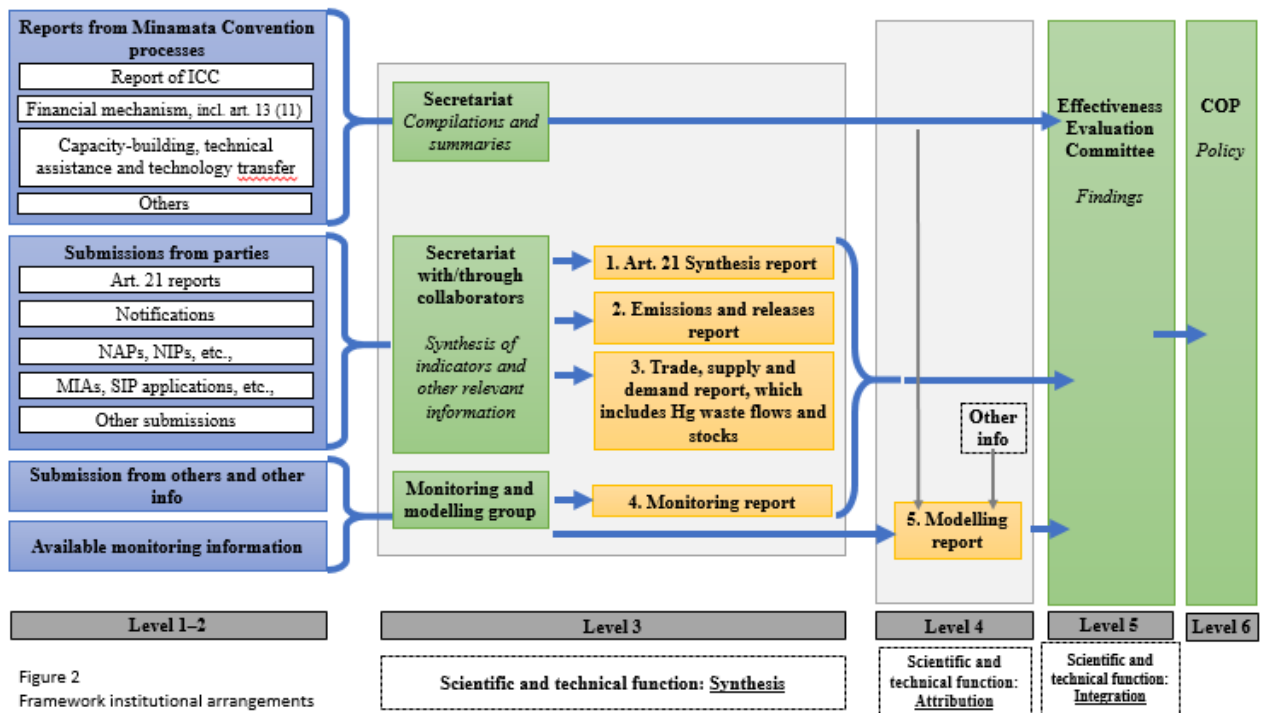 Reports from Minamata Convention
processes
Report of ICC
Financial mechanism, incl. art. 13 (11)
Capacity-building, technical
assistance and technology transfer
Others
Submissions from parties
Art. 21 reports
Notifications
NAPs, NIPs, etc.,
MIAs, SIP applications, etc.,
Other submissions
Submission from others and other
info
Available monitoring information
Level 1–2
Figure 2
Framework institutional arrangements
Secretariat
Compilations and
summaries
Secretariat
with/through
collaborators
Synthesis of
indicators and
other relevant
information
Monitoring and
modelling group
1. Art. 21 Synthesis report
2. Emissions and releases
report
3. Trade, supply and
demand report, which
includes Hg waste flows and
stocks
4. Monitoring report
Level 3
Scientific and technical function: Synthesis
Other
info
5. Modelling
report
Level 4
Scientific and
technical function:
Attribution
Effectiveness
Evaluation
Committee
Findings
Level 5
Scientific and
technical function:
Integration
COP
Policy
Level 6